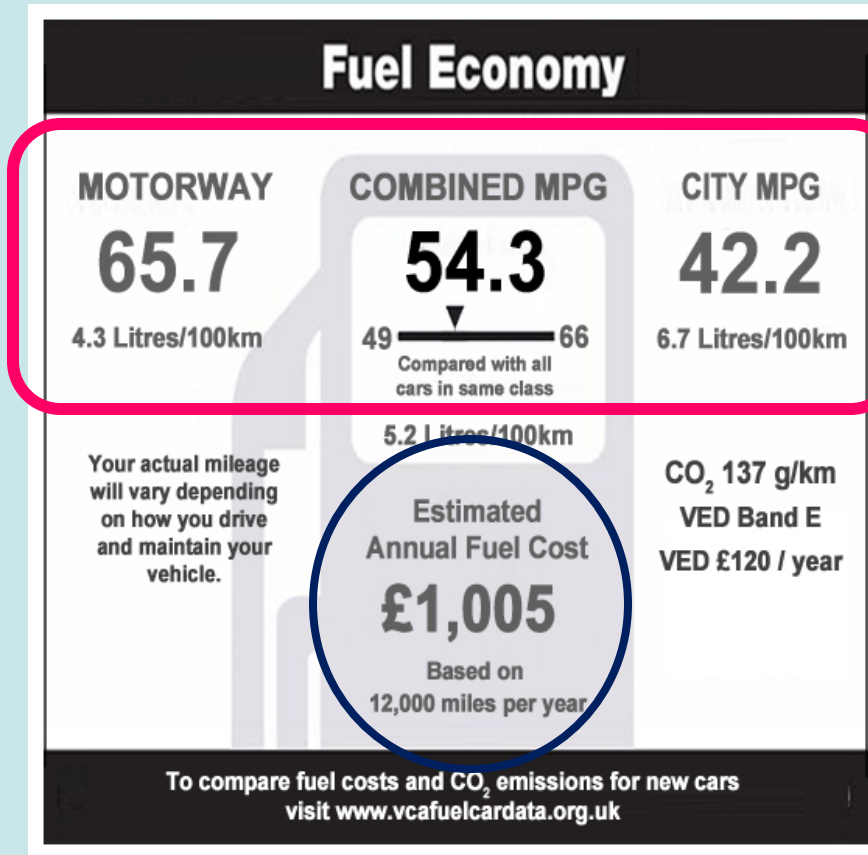 Fuel Economy
MOTORWAY
65.7
4.3 Litres/100km
COMBINED MPG
54.3
49 66
Compared with all
cars in same class
5.2 Litres/100km
CITY MPG
42.2
6.7 Litres/100km
Your actual mileage
will vary depending
on how you drive
and maintain your
vehicle.
Estimated
Annual Fuel Cost
£1,005
Based on
12,000 miles per year
CO₂ 137 g/km
VED Band E
VED £120 / year
To compare fuel costs and CO₂ emissions for new cars
visit www.vcafuelcardata.org.uk